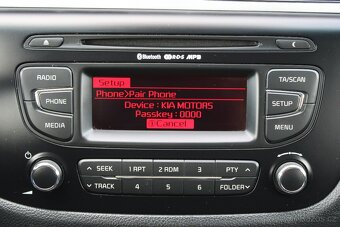 Bluetooth RDS MP3
RADIO
Setup
TA/SCAN
PHONE
Phone>Pair Phone
SETUP
Device : KIA MOTORS
Passkey : 0000
MEDIA
Cancel
MENU
SEEK
1 RPT
2 RDM
3
PTY
TRACK
4
5
6
FOLDER